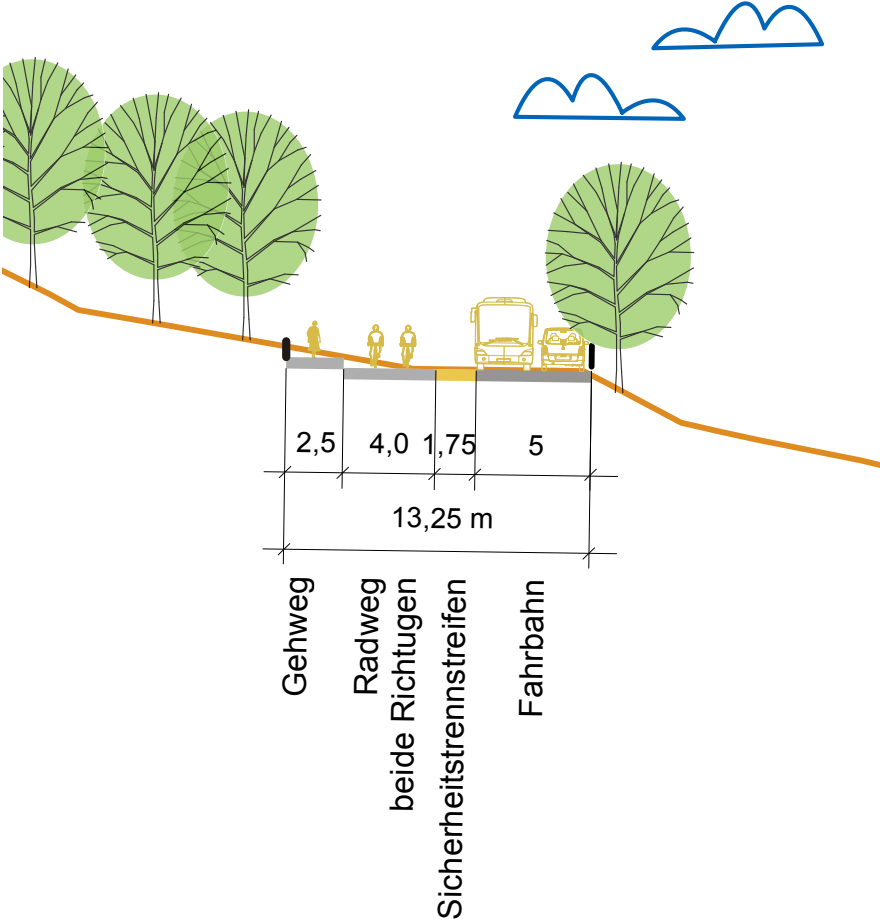 2,5 4,0 1,75 5
13,25 m
Gehweg
Radweg
beide Richtugen
Sicherheitstrennstreifen
Fahrbahn